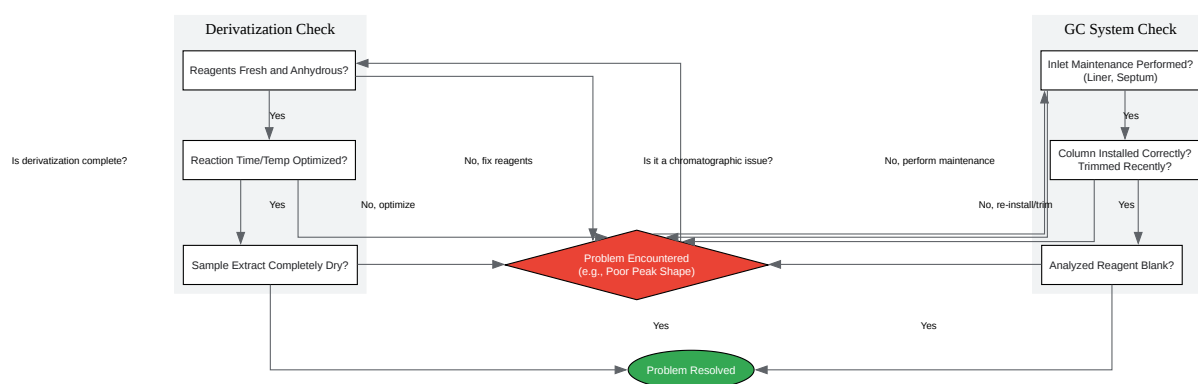 Derivatization Check
GC System Check
Reagents Fresh and Anhydrous?
Inlet Maintenance Performed?
(Liner, Septum)
Yes
Yes
Is derivatization complete?
Reaction Time/Temp Optimized?
No, fix reagents
Is it a chromatographic issue?
No, perform maintenance
Column Installed Correctly?
Trimmed Recently?
Yes
No, optimize
No, re-install/trim
Yes
Sample Extract Completely Dry?
Problem Encountered
(e.g., Poor Peak Shape)
Analyzed Reagent Blank?
Yes
Yes
Problem Resolved